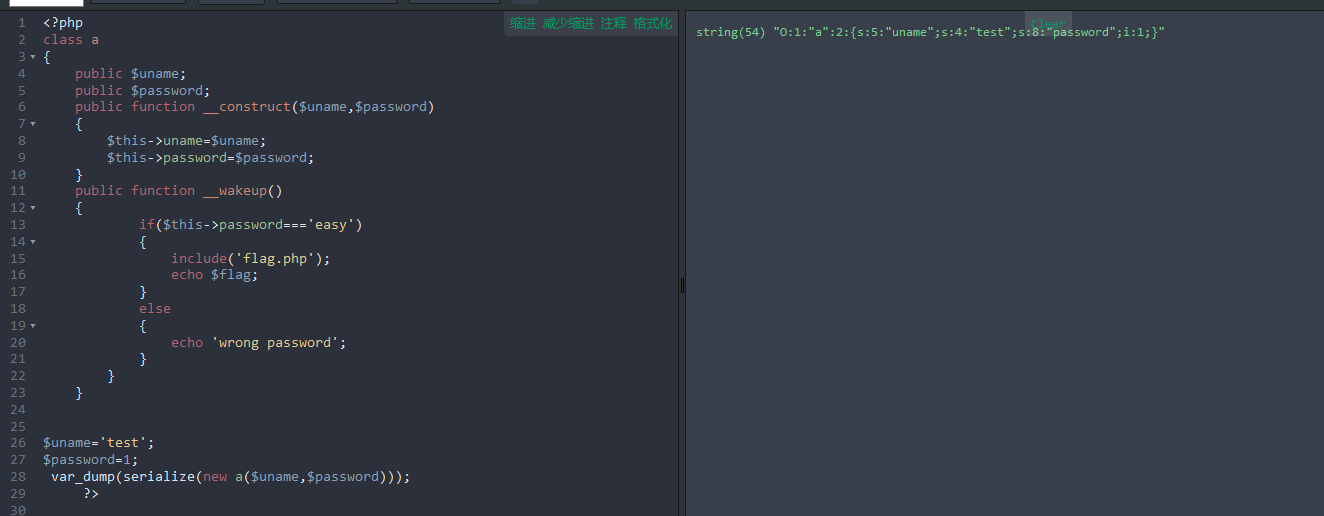 1 <?php
2 class a
3 {
4 public $uname;
5 public $password;
6 public function __construct($uname,$password)
7 {
8 $this->uname=$uname;
9 $this->password=$password;
10 }
11 public function __wakeup()
12 {
13 if($this->password==='easy')
14 {
15 include('flag.php');
16 echo $flag;
17 }
18 else
19 {
20 echo 'wrong password';
21 }
22 }
23 }
24
25
26 $uname='test';
27 $password=1;
28 var_dump(serialize(new a($uname,$password)));
29 ?>
30
缩进 减少缩进 注释 格式化
Clear
string(54) "O:1:"a":2:{s:5:"uname";s:4:"test";s:8:"password";i:1;}"